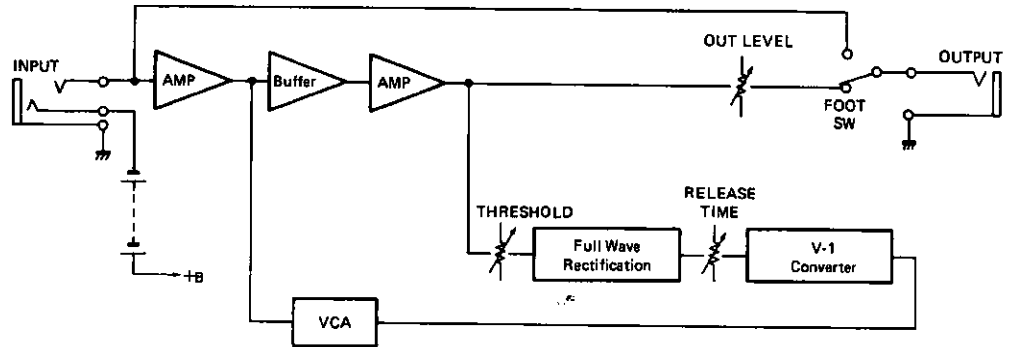 OUT LEVEL
INPUT
AMP
Buffer
AMP
OUTPUT
FOOT
SW
THRESHOLD
RELEASE
TIME
Full Wave
Rectification
V-1
Converter
+B
VCA